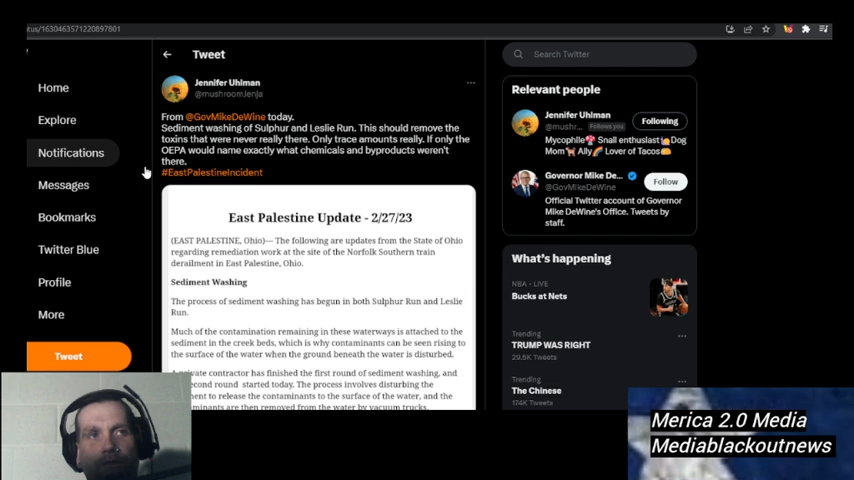 tus/1630463571220897801
Home
Explore
Notifications
Messages
Bookmarks
Twitter Blue
Profile
More
Tweet
Tweet
Jennifer Uhlman
@mushroomJenja
From @GovMikeDeWine today.
Sediment washing of Sulphur and Leslie Run. This should remove the
toxins that were never really there. Only trace amounts really. If only the
OEPA would name exactly what chemicals and byproducts weren't
there.
#EastPalestineIncident
East Palestine Update - 2/27/23
(EAST PALESTINE, Ohio)— The following are updates from the State of Ohio
regarding remediation work at the site of the Norfolk Southern train
derailment in East Palestine, Ohio.
Sediment Washing
The process of sediment washing has begun in both Sulphur Run and Leslie
Run.
Much of the contamination remaining in these waterways is attached to the
sediment in the creek beds, which is why contaminants can be seen rising to
the surface of the water when the ground beneath the water is disturbed.
private contractor has finished the first round of sediment washing, and
second round started today. The process involves disturbing the
to release the contaminants to the surface of the water, and the
are then removed from the water by vacuum trucks.
Search Twitter
Relevant people
Jennifer Uhlman
@mushr... Follows you
Following
Mycophile Snail enthusiast Dog
Mom Ally Lover of Tacos
Governor Mike De...
@GovMikeDeWine
Follow
Official Twitter account of Governor
Mike DeWine's Office. Tweets by
staff.
What's happening
NBA · LIVE
Bucks at Nets
Trending
TRUMP WAS RIGHT
29.5K Tweets
Trending
The Chinese
174K Tweets
Merica 2.0 Media
Mediablackoutnews